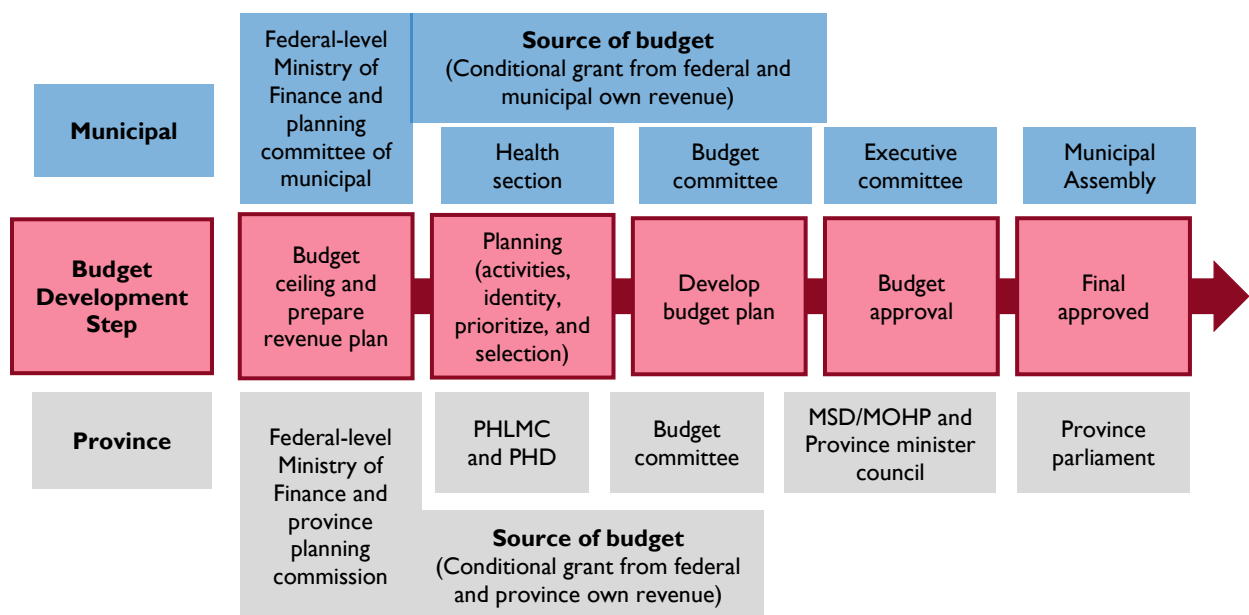 Municipal
Federal-level
Ministry of
Finance and
planning
committee of
municipal
Source of budget
(Conditional grant from federal and
municipal own revenue)
Health
section
Budget
committee
Executive
committee
Municipal
Assembly
Budget
Development
Step
Budget
ceiling and
prepare
revenue plan
Planning
(activities,
identity,
prioritize, and
selection)
Develop
budget plan
Budget
approval
Final
approved
Province
Federal-level
Ministry of
Finance and
province
planning
commission
PHLMC
and PHD
Budget
committee
MSD/MOHP and
Province minister
council
Province
parliament
Source of budget
(Conditional grant from federal
and province own revenue)